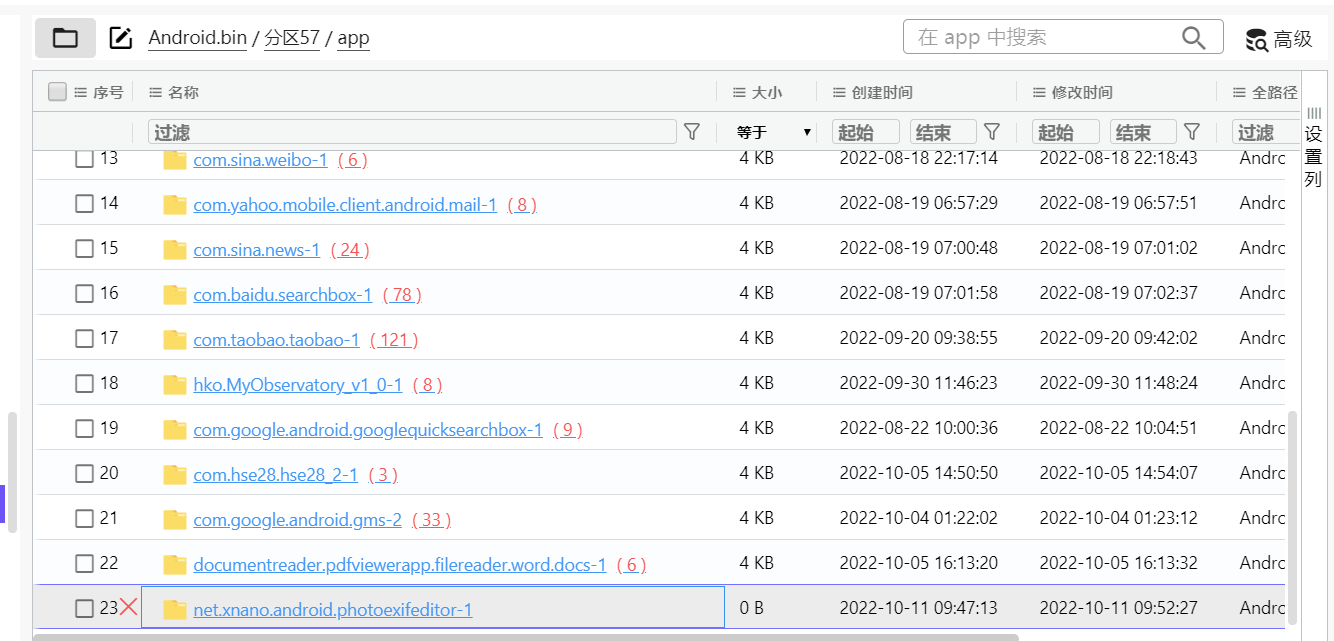 Android.bin / 分区57 / app
在 app 中搜索
高级
序号 名称 大小 创建时间 修改时间 全路径
过滤 等于 起始 结束 起始 结束 过滤
设置列
13 com.sina.weibo-1 ( 6 ) 4 KB 2022-08-18 22:17:14 2022-08-18 22:18:43 Andro
14 com.yahoo.mobile.client.android.mail-1 ( 8 ) 4 KB 2022-08-19 06:57:29 2022-08-19 06:57:51 Andro
15 com.sina.news-1 ( 24 ) 4 KB 2022-08-19 07:00:48 2022-08-19 07:01:02 Andro
16 com.baidu.searchbox-1 ( 78 ) 4 KB 2022-08-19 07:01:58 2022-08-19 07:02:37 Andro
17 com.taobao.taobao-1 ( 121 ) 4 KB 2022-09-20 09:38:55 2022-09-20 09:42:02 Andro
18 hko.MyObservatory_v1_0-1 ( 8 ) 4 KB 2022-09-30 11:46:23 2022-09-30 11:48:24 Andro
19 com.google.android.googlequicksearchbox-1 ( 9 ) 4 KB 2022-08-22 10:00:36 2022-08-22 10:04:51 Andro
20 com.hse28.hse28_2-1 ( 3 ) 4 KB 2022-10-05 14:50:50 2022-10-05 14:54:07 Andro
21 com.google.android.gms-2 ( 33 ) 4 KB 2022-10-04 01:22:02 2022-10-04 01:23:12 Andro
22 documentreader.pdfviewerapp.filereader.word.docs-1 ( 6 ) 4 KB 2022-10-05 16:13:20 2022-10-05 16:13:32 Andro
23 net.xnano.android.photoexifeditor-1 0 B 2022-10-11 09:47:13 2022-10-11 09:52:27 Andro